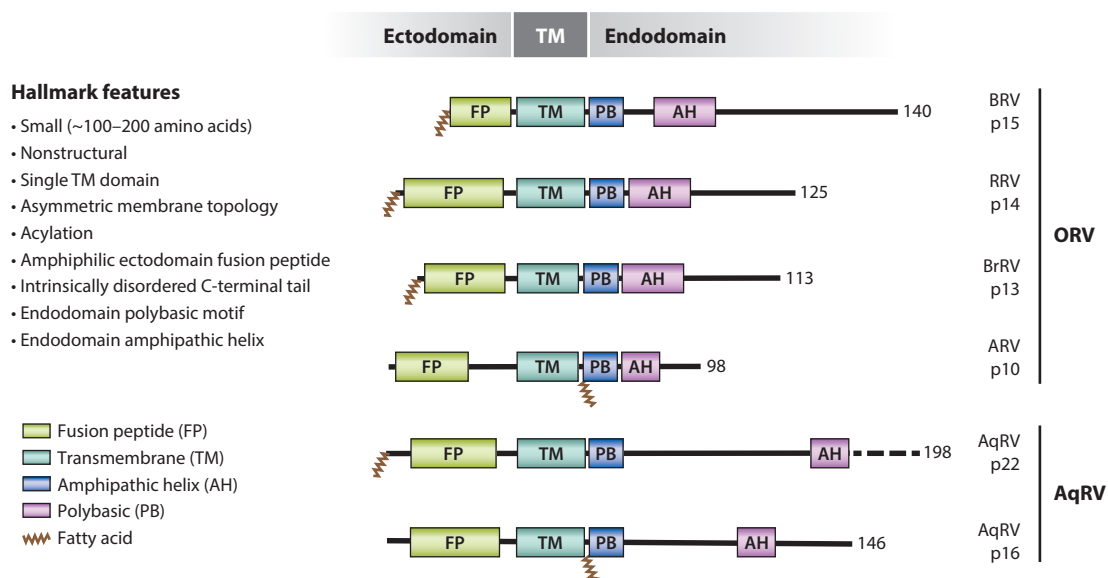 Ectodomain TM Endodomain
Hallmark features
• Small (~100–200 amino acids)
• Nonstructural
• Single TM domain
• Asymmetric membrane topology
• Acylation
• Amphiphilic ectodomain fusion peptide
• Intrinsically disordered C-terminal tail
• Endodomain polybasic motif
• Endodomain amphipathic helix
FP TM PB AH 140
BRV
p15
FP TM PB AH 125
RRV
p14
FP TM PB AH 113
BrRV
p13
FP TM PB AH 98
ARV
p10
ORV
Fusion peptide (FP)
Transmembrane (TM)
Amphipathic helix (AH)
Polybasic (PB)
Fatty acid
FP TM PB AH 198
AqRV
p22
FP TM PB AH 146
AqRV
p16
AqRV